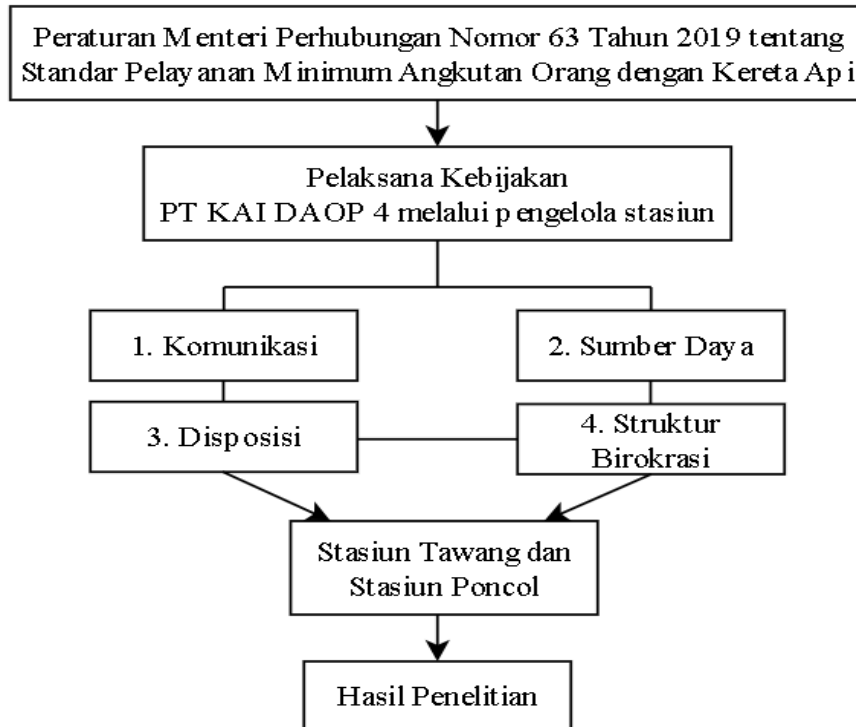 Peraturan Menteri Perhubungan Nomor 63 Tahun 2019 tentang
Standar Pelayanan Minimum Angkutan Orang dengan Kereta Api
Pelaksana Kebijakan
PT KAI DAOP 4 melalui pengelola stasiun
1. Komunikasi
2. Sumber Daya
3. Disposisi
4. Struktur
Birokrasi
Stasiun Tawang dan
Stasiun Poncol
Hasil Penelitian